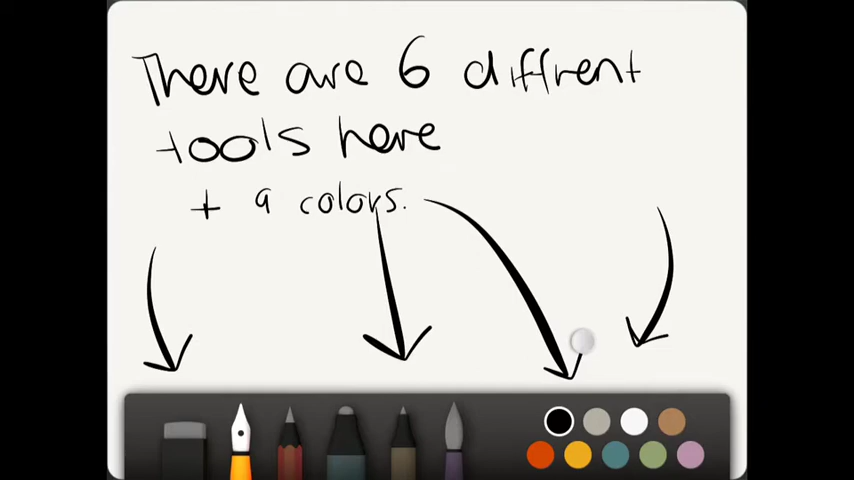 There are 6 diffrent
tools here
+ 9 colors.